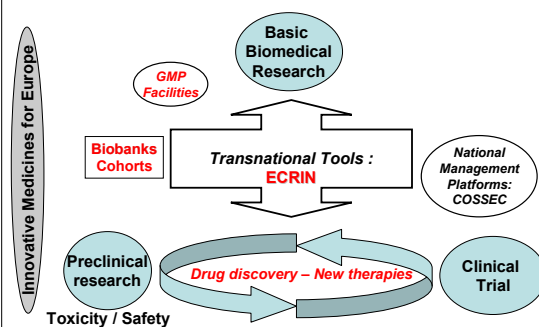 Innovative Medicines for Europe
Basic
Biomedical
Research
GMP
Facilities
Biobanks
Cohorts
Transnational Tools :
ECRIN
National
Management
Platforms:
COSSEC
Preclinical
research
Drug discovery – New therapies
Clinical
Trial
Toxicity / Safety